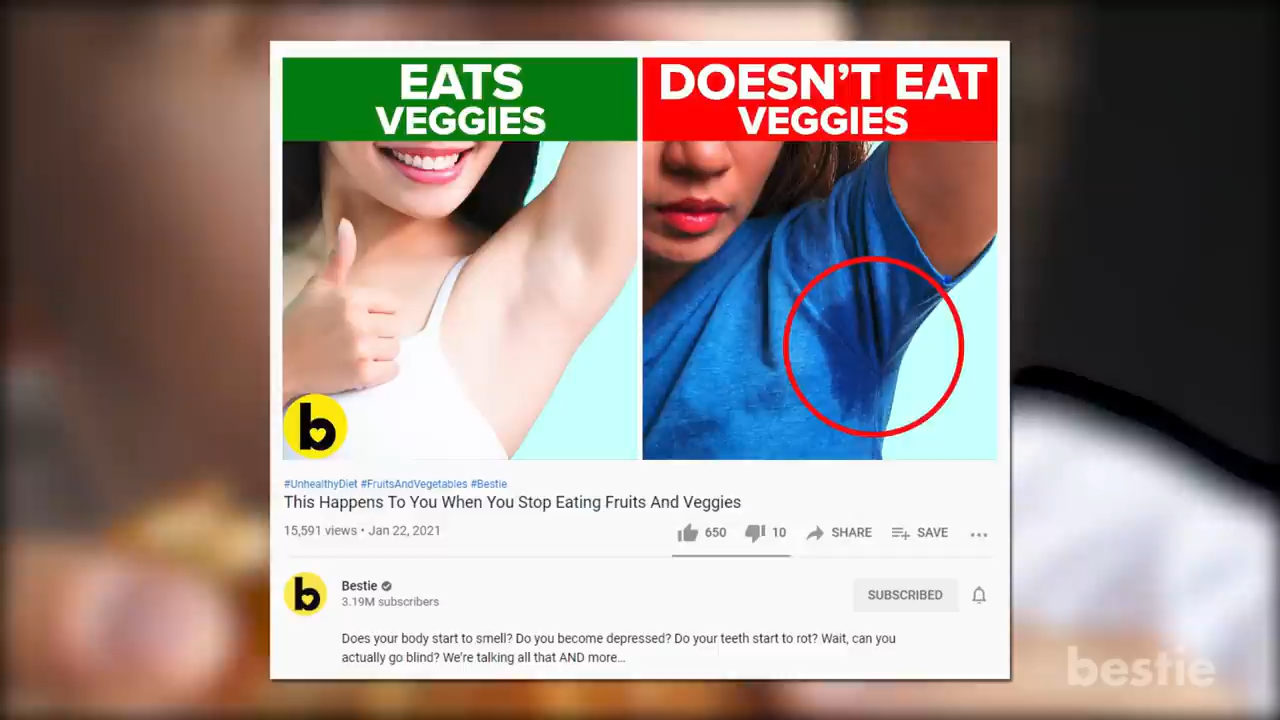 EATS
VEGGIES
DOESN'T EAT
VEGGIES
b
#UnhealthyDiet #FruitsAndVegetables #Bestie
This Happens To You When You Stop Eating Fruits And Veggies
15,591 views • Jan 22, 2021
650
10
SHARE
SAVE
b
Bestie
3.19M subscribers
SUBSCRIBED
Does your body start to smell? Do you become depressed? Do your teeth start to rot? Wait, can you
actually go blind? We're talking all that AND more...
bestie